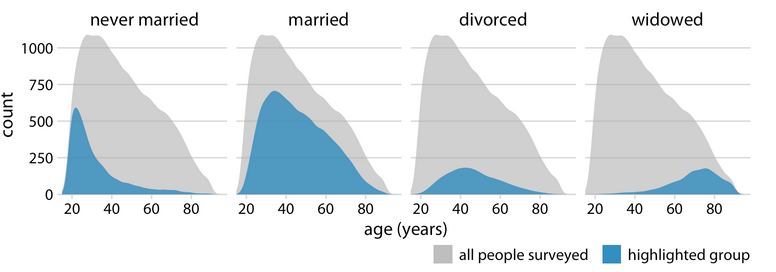 never married married divorced widowed
count
1000
750
500
250
0
20 40 60 80 20 40 60 80 20 40 60 80 20 40 60 80
age (years)
all people surveyed highlighted group